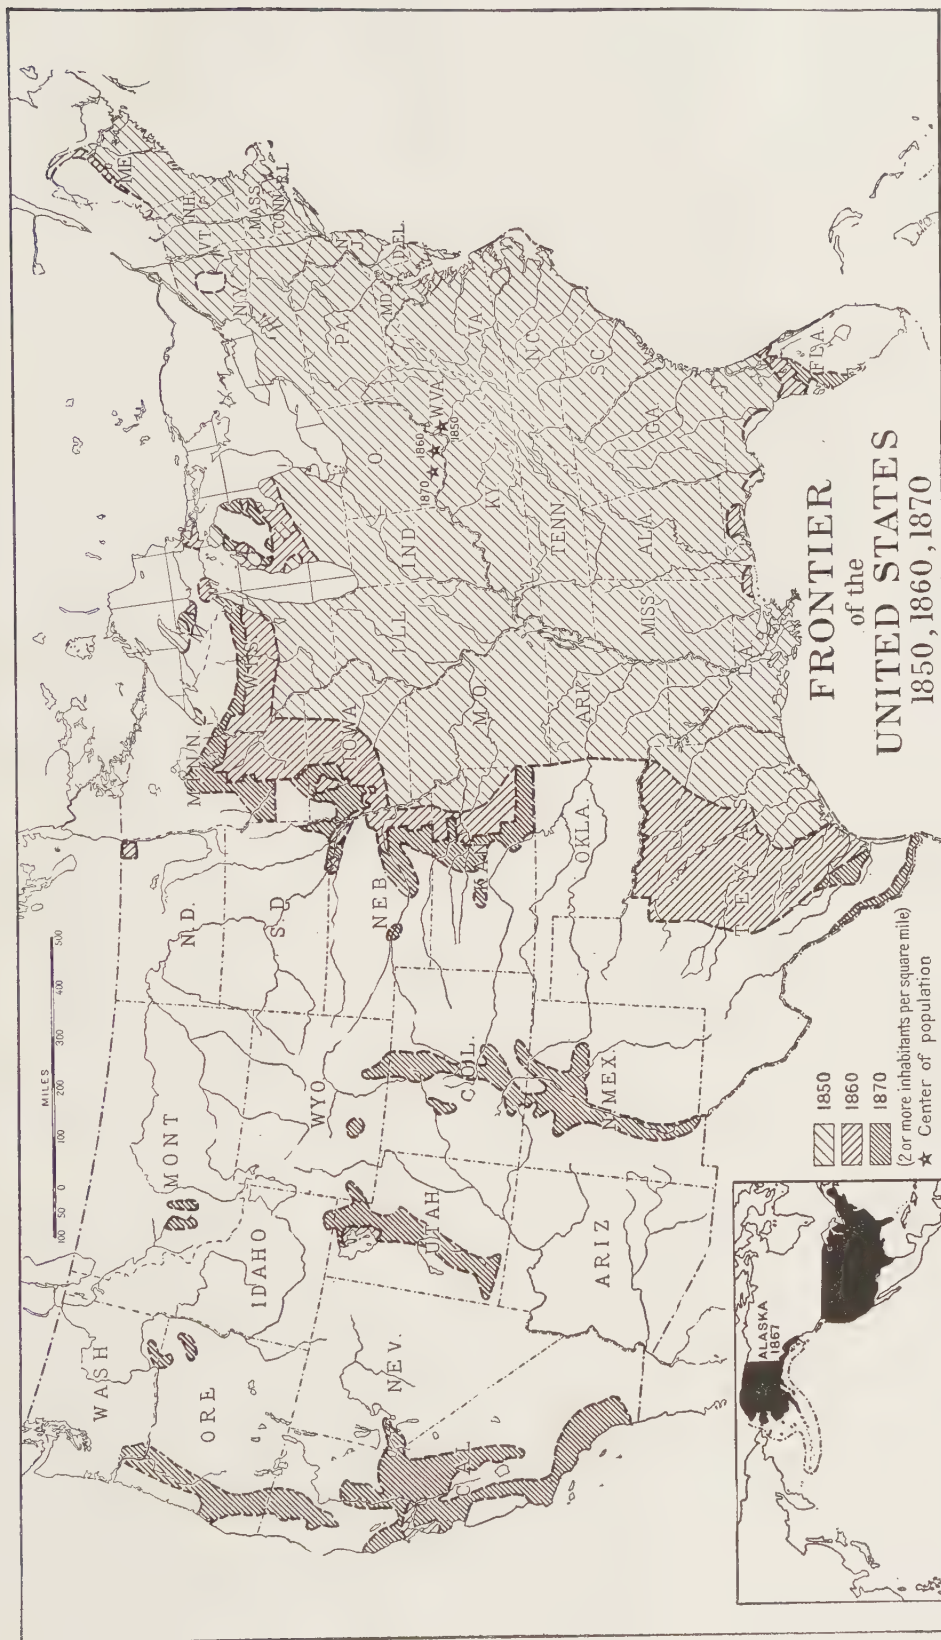 FRONTIER
of the
UNITED STATES
1850, 1860, 1870
MILES
100 50 0 100 200 300 400 500
WASH
ORE
CAL
NEV.
IDAHO
MONT
WYO
UTAH
ARIZ
COL.
N. MEX.
N.D.
S.D
NEB
KAN
OKLA.
TEXAS
MINN.
IOWA
MO.
ARK
LA.
WIS
ILL
IND
O
KY
TENN
MISS
ALA
GA.
FLA.
S.C.
N.C.
VA.
W.VA.
MD
DEL.
PA.
N.J.
N.Y.
CONN.
R.I.
MASS.
VT.
N.H.
ME
1870
1860
1850
1850
1860
1870
(2 or more inhabitants per square mile)
★ Center of population
ALASKA
1867